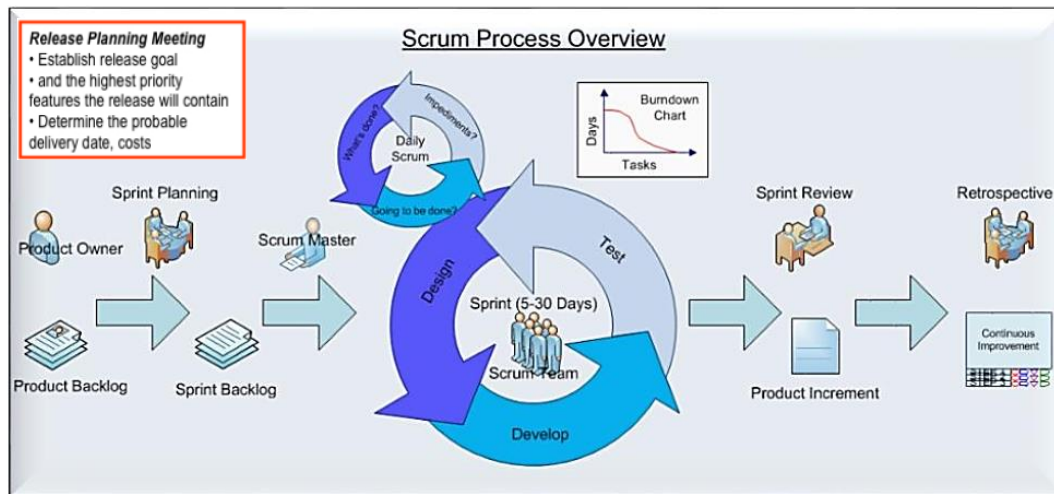 Release Planning Meeting
• Establish release goal
• and the highest priority
features the release will contain
• Determine the probable
delivery date, costs
Scrum Process Overview
What's done?
Impediments?
Daily
Scrum
Going to be done?
Burndown
Chart
Days
Tasks
Sprint Planning
Product Owner
Scrum Master
Product Backlog
Sprint Backlog
Design
Test
Sprint (5-30 Days)
Scrum Team
Develop
Sprint Review
Product Increment
Retrospective
Continuous
Improvement